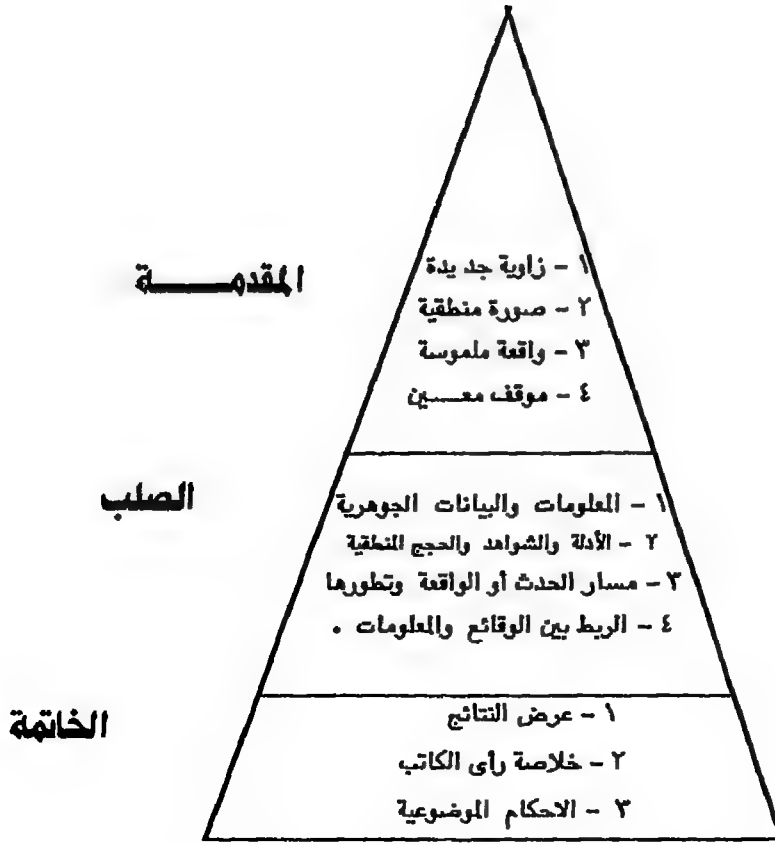 المقدمــــــة
١ - زاوية جديدة
٢ - صورة منطقية
٣ - واقعة ملموسة
٤ - موقف معــــين
الصلب
١ - المعلومات والبيانات الجوهرية
٢ - الأدلة والشواهد والحجج المنطقية
٣ - مسار الحدث أو الواقعة وتطورها
٤ - الربط بين الوقائع والمعلومات .
الخاتمة
١ - عرض النتائج
٢ - خلاصة رأى الكاتب
٣ - الاحكام الموضوعية